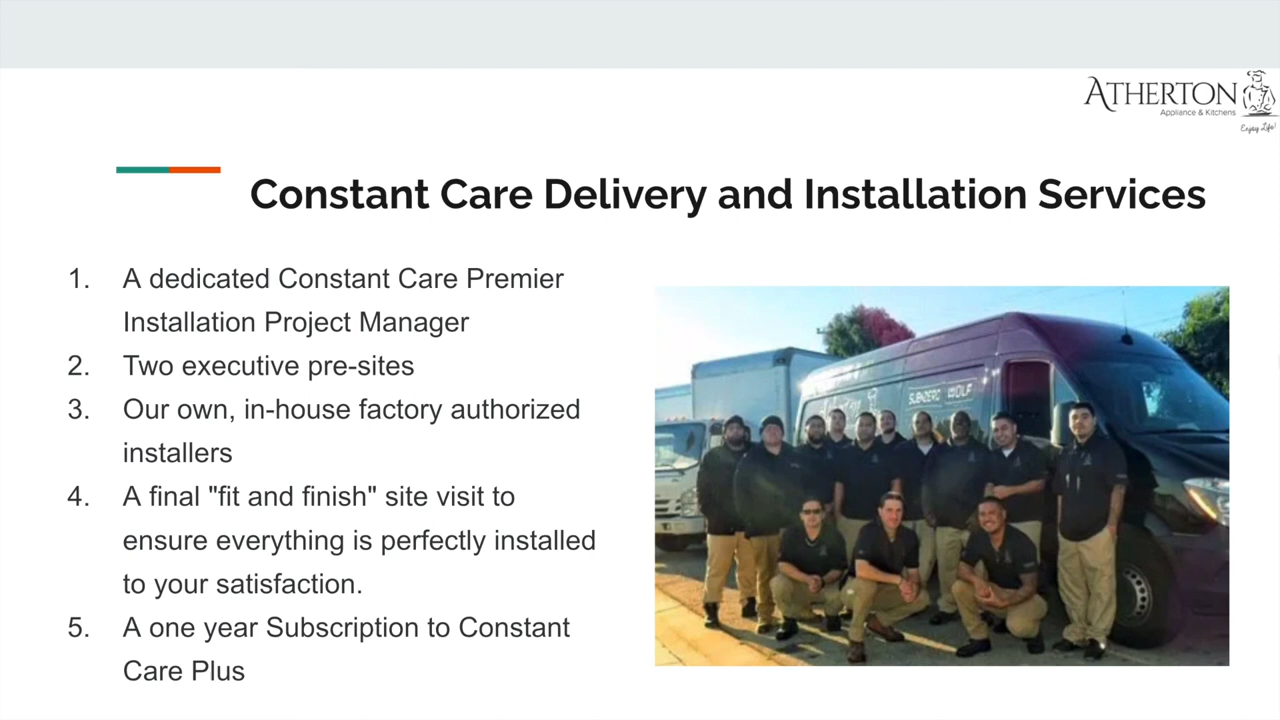 ATHERTON
Appliance & Kitchens
Enjoy Life!
Constant Care Delivery and Installation Services
1. A dedicated Constant Care Premier
Installation Project Manager
2. Two executive pre-sites
3. Our own, in-house factory authorized
installers
4. A final "fit and finish" site visit to
ensure everything is perfectly installed
to your satisfaction.
5. A one year Subscription to Constant
Care Plus
SUBZERO WOLF